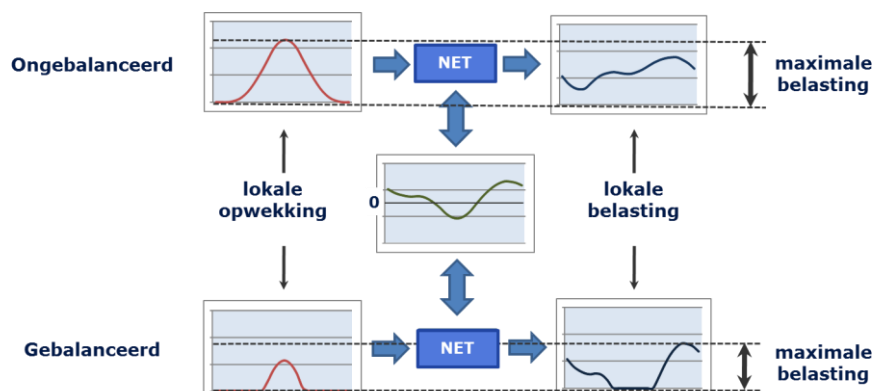 Ongebalanceerd
NET
maximale
belasting
lokale
opwekking
0
lokale
belasting
Gebalanceerd
NET
maximale
belasting